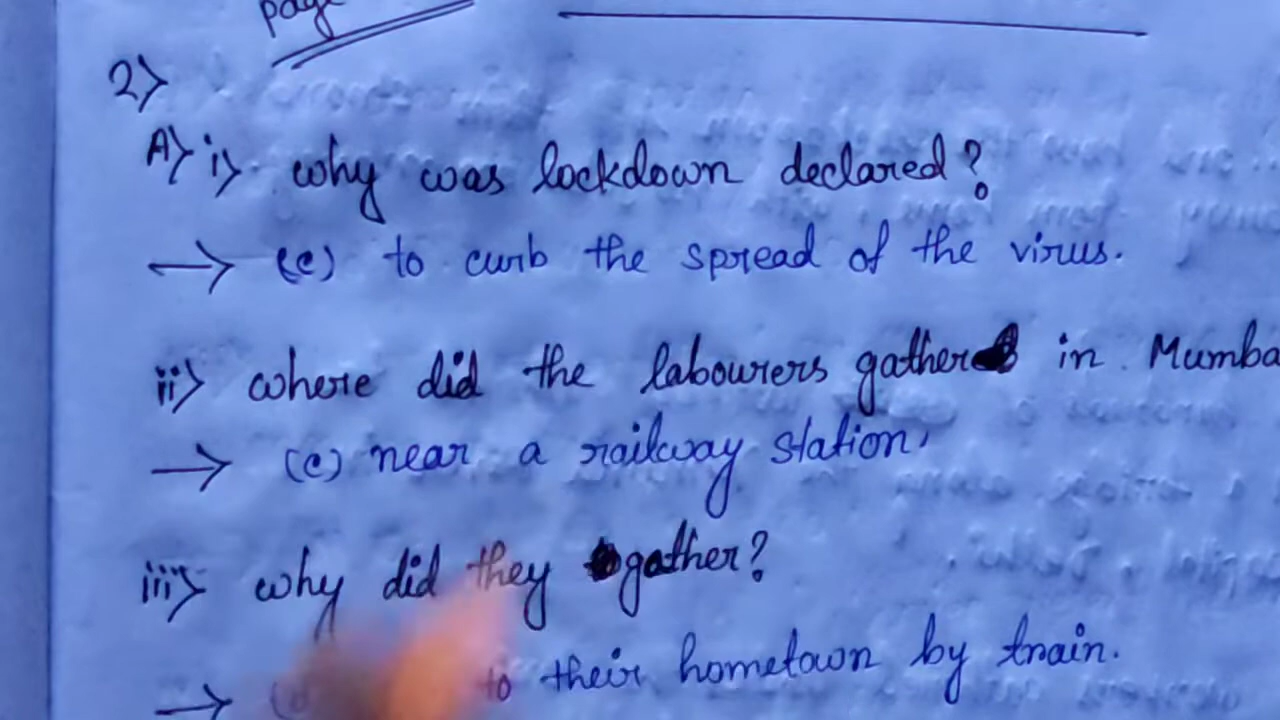 page
2)
A) i) why was lockdown declared?
→ (c) to curb the spread of the virus.
ii) where did the labourers gather in Mumba
→ (c) near a railway station.
iii) why did they gather?
→ to their hometown by train.